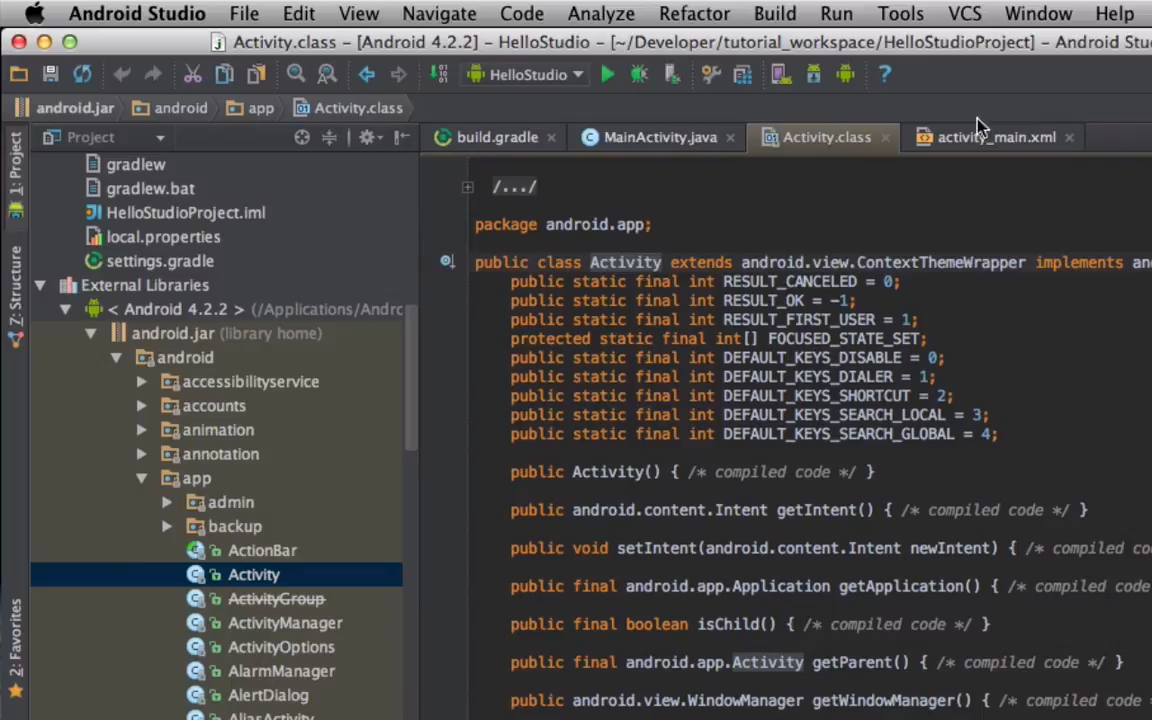 Android Studio File Edit View Navigate Code Analyze Refactor Build Run Tools VCS Window Help
Activity.class – [Android 4.2.2] – HelloStudio – [~/Developer/tutorial_workspace/HelloStudioProject] – Android Stu
HelloStudio
android.jar android app Activity.class
1: Project
Z: Structure
2: Favorites
Project
gradlew
gradlew.bat
HelloStudioProject.iml
local.properties
settings.gradle
External Libraries
< Android 4.2.2 > (//Applications/Andro
android.jar (library home)
android
accessibilityservice
accounts
animation
annotation
app
admin
backup
ActionBar
Activity
ActivityGroup
ActivityManager
ActivityOptions
AlarmManager
AlertDialog
AliasActivity
build.gradle MainActivity.java Activity.class activity_main.xml
/.../
package android.app;
public class Activity extends android.view.ContextThemeWrapper implements an
public static final int RESULT_CANCELED = 0;
public static final int RESULT_OK = -1;
public static final int RESULT_FIRST_USER = 1;
protected static final int[] FOCUSED_STATE_SET;
public static final int DEFAULT_KEYS_DISABLE = 0;
public static final int DEFAULT_KEYS_DIALER = 1;
public static final int DEFAULT_KEYS_SHORTCUT = 2;
public static final int DEFAULT_KEYS_SEARCH_LOCAL = 3;
public static final int DEFAULT_KEYS_SEARCH_GLOBAL = 4;
public Activity() { /* compiled code */ }
public android.content.Intent getIntent() { /* compiled code */ }
public void setIntent(android.content.Intent newIntent) { /* compiled co
public final android.app.Application getApplication() { /* compiled code
public final boolean isChild() { /* compiled code */ }
public final android.app.Activity getParent() { /* compiled code */ }
public android.view.WindowManager getWindowManager() { /* compiled code